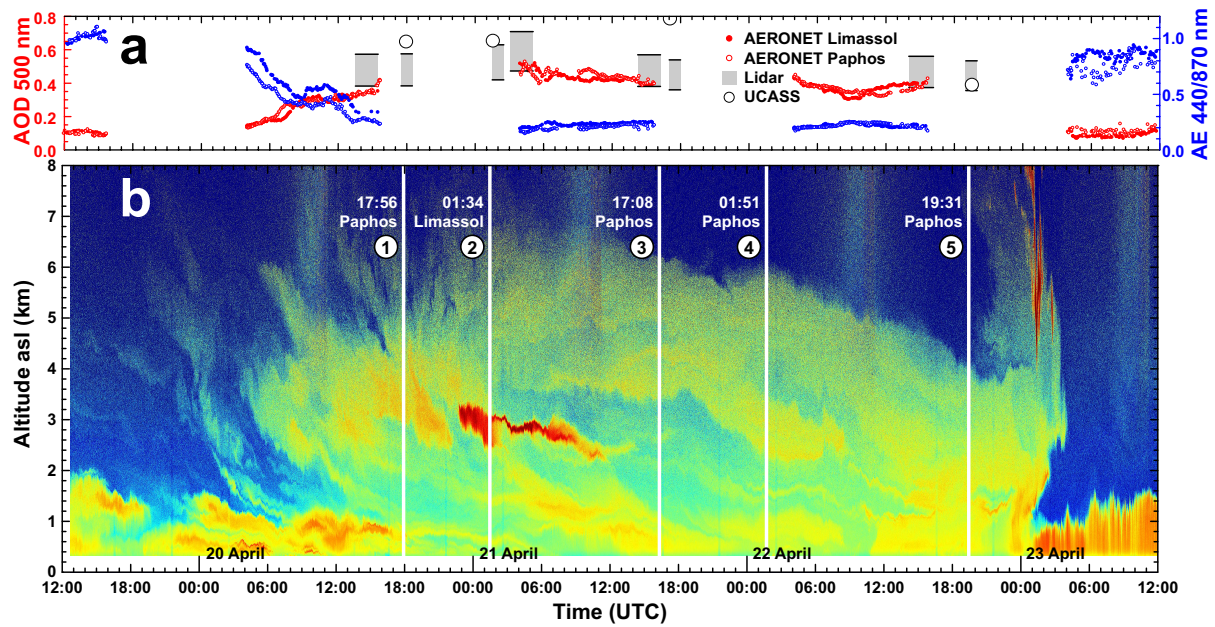 a
AOD 500 nm
0.8
0.6
0.4
0.2
0.0
AERONET Limassol
AERONET Paphos
Lidar
UCASS
1.0
0.5
0.0
AE 440/870 nm
b
Altitude asl (km)
8
7
6
5
4
3
2
1
0
17:56
Paphos
1
01:34
Limassol
2
17:08
Paphos
3
01:51
Paphos
4
19:31
Paphos
5
20 April
21 April
22 April
23 April
12:00 18:00 00:00 06:00 12:00 18:00 00:00 06:00 12:00 18:00 00:00 06:00 12:00 18:00 00:00 06:00 12:00
Time (UTC)